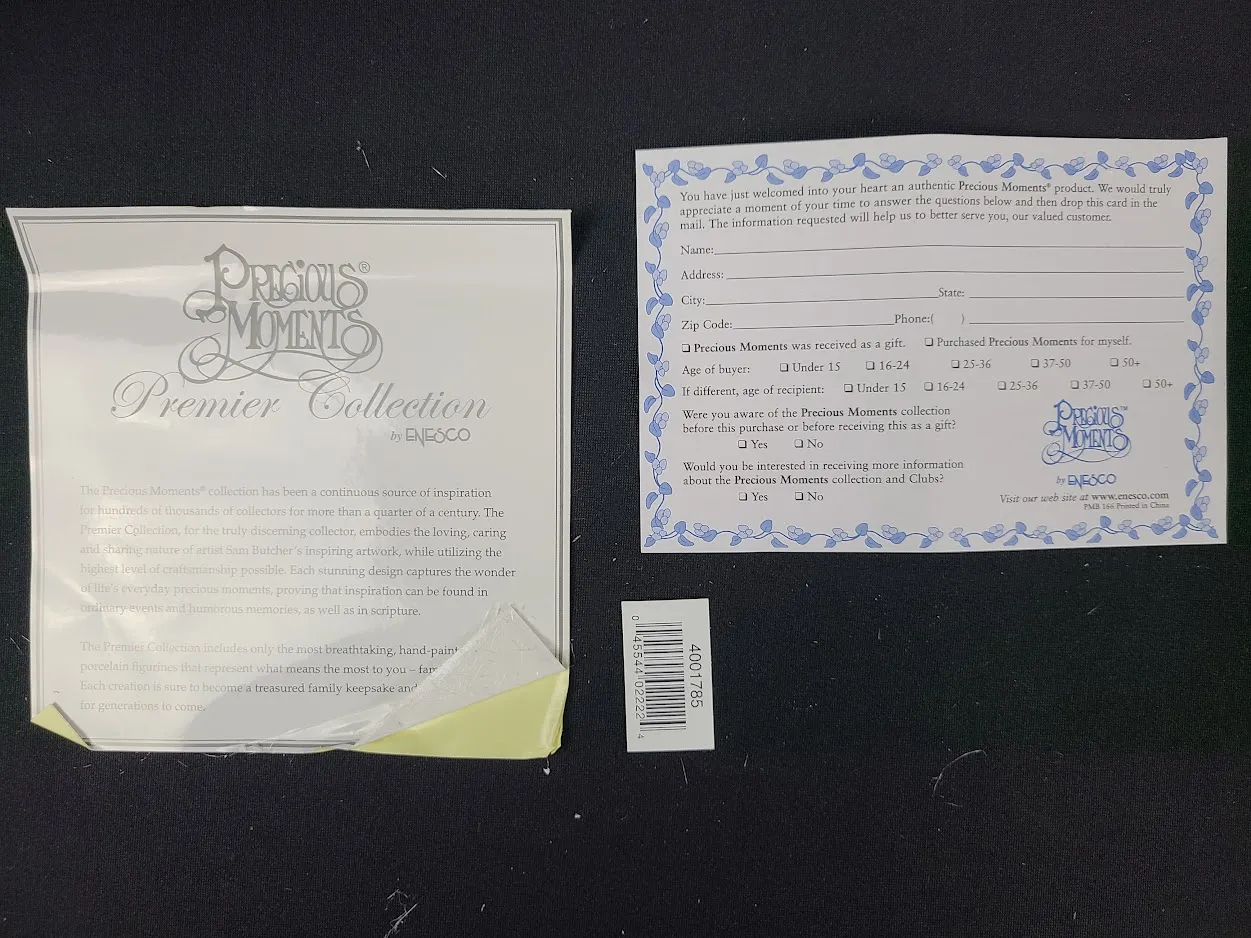 PRECIOUS®
MOMENTS
Premier Collection
by ENESCO
The Precious Moments® collection has been a continuous source of inspiration
for hundreds of thousands of collectors for more than a quarter of a century. The
Premier Collection, for the truly discerning collector, embodies the loving, caring
and sharing nature of artist Sam Butcher's inspiring artwork, while utilizing the
highest level of craftsmanship possible. Each stunning design captures the wonder
of life's everyday precious moments, proving that inspiration can be found in
ordinary events and humorous memories, as well as in scripture.
The Premier Collection includes only the most breathtaking,
porcelain figurines that represent what means the most to you –
Each creation is sure to become a treasured family keepsake and
for generations to come.
You have just welcomed into your heart an authentic Precious Moments® product. We would truly
appreciate a moment of your time to answer the questions below and then drop this card in the
mail. The information requested will help us to better serve you, our valued customer.
Name:
Address:
City: State:
Zip Code: Phone:( )
❏ Precious Moments was received as a gift. ❏ Purchased Precious Moments for myself.
Age of buyer: ❏ Under 15 ❏ 16-24 ❏ 25-36 ❏ 37-50 ❏ 50+
If different, age of recipient: ❏ Under 15 ❏ 16-24 ❏ 25-36 ❏ 37-50 ❏ 50+
Were you aware of the Precious Moments collection
before this purchase or before receiving this as a gift?
❏ Yes ❏ No
Would you be interested in receiving more information
about the Precious Moments collection and Clubs?
❏ Yes ❏ No
PRECIOUS™
MOMENTS
by ENESCO
Visit our web site at www.enesco.com
PMB 166 Printed in China
4001785
0 45544 02222 4